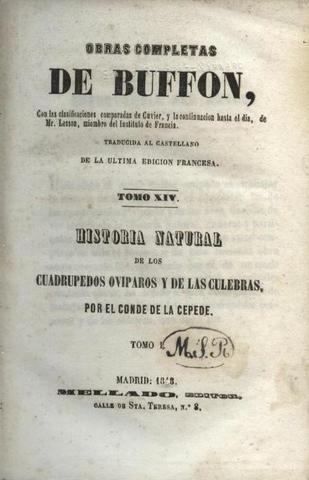 OBRAS COMPLETAS
DE BUFFON,
Con las clasificaciones comparadas de Cuvier, y la continuacion hasta el dia, de
Mr. Lesson, miembro del Instituto de Francia.
TRADUCIDA AL CASTELLANO
DE LA ULTIMA EDICION FRANCESA.
TOMO XIV.
HISTORIA NATURAL
DE LOS
CUADRUPEDOS OVIPAROS Y DE LAS CULEBRAS,
POR EL CONDE DE LA CEPEDE.
TOMO I.
M.S.R.
MADRID:
MELLADO, EDITOR.
CALLE DE STA. TERESA, N.º 8.